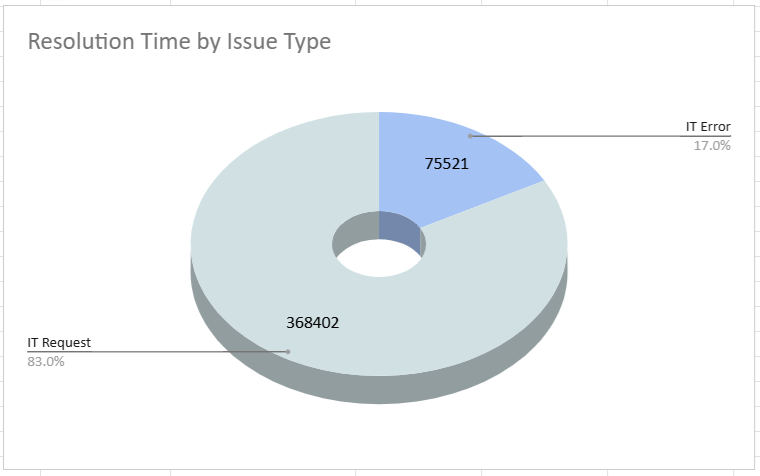 Resolution Time by Issue Type
IT Error
17.0%
75521
368402
IT Request
83.0%